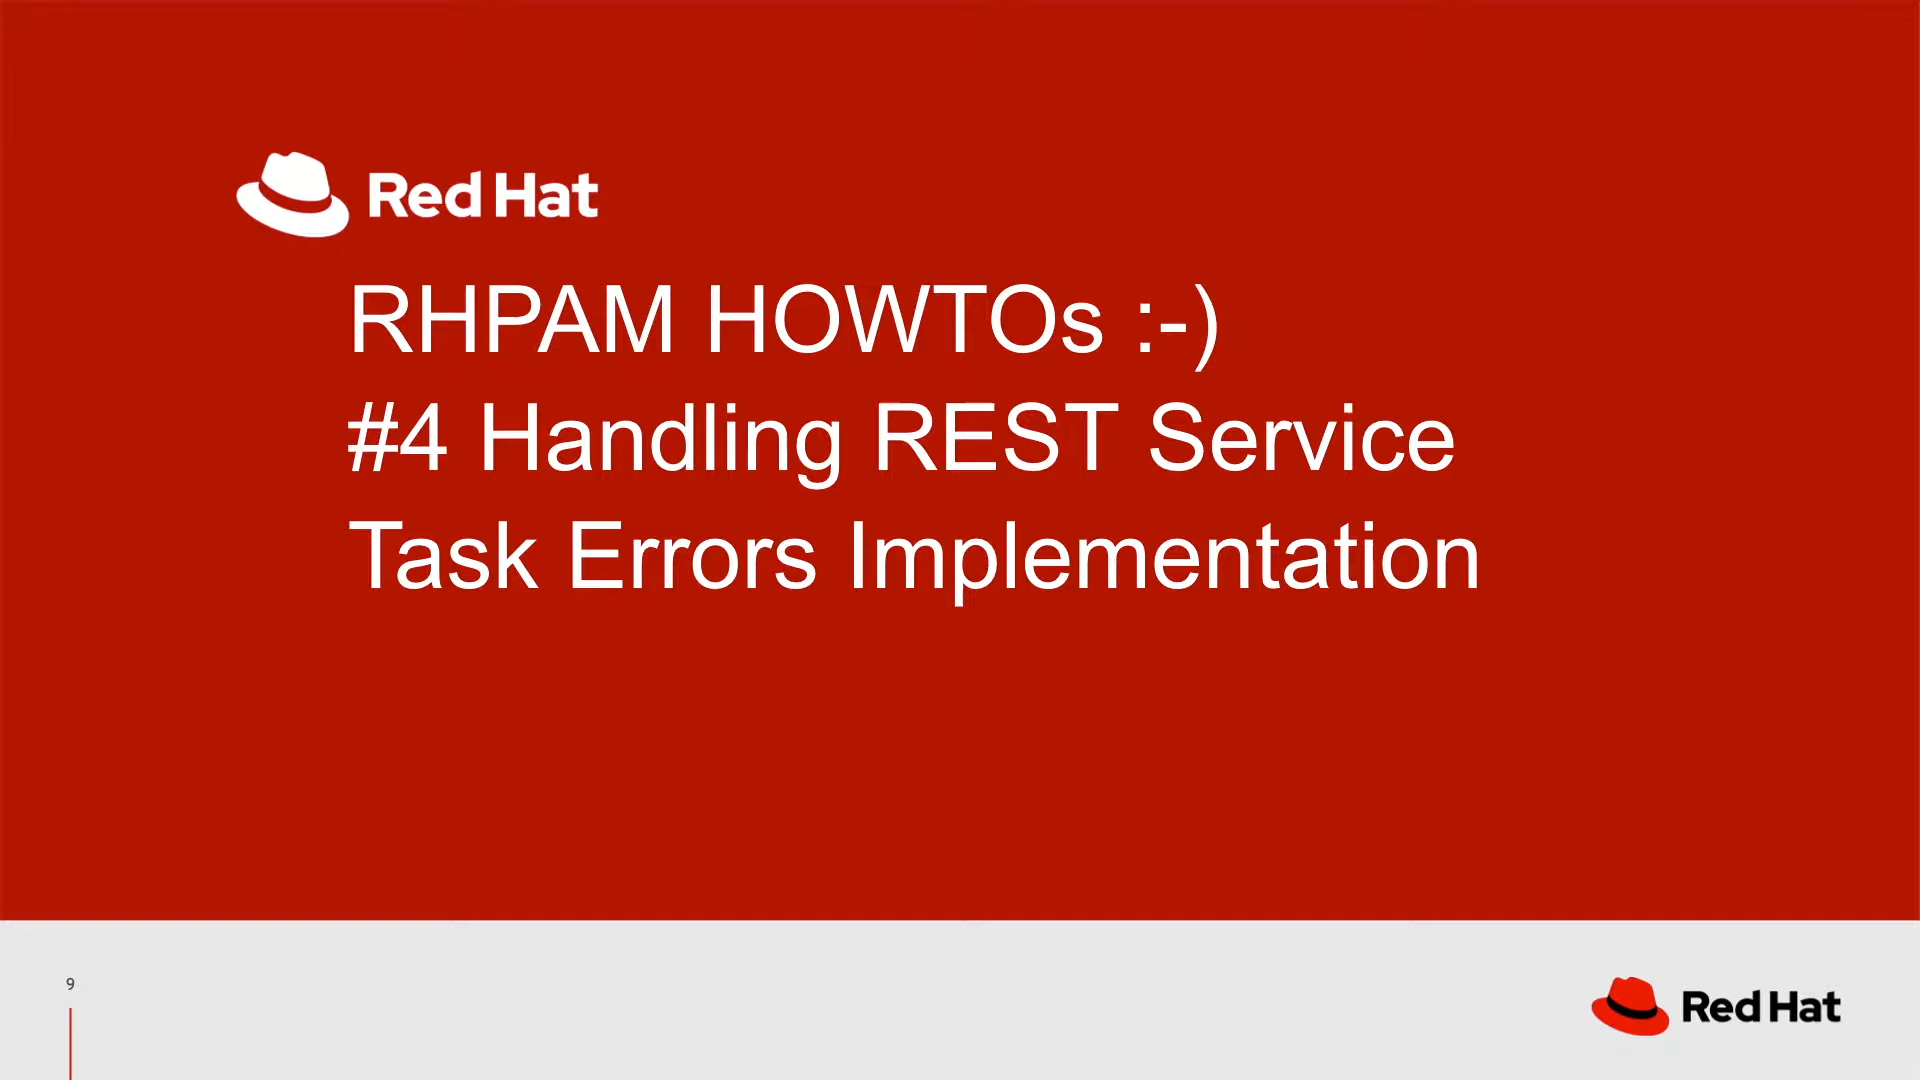 Red Hat
RHPAM HOWTOs :-)
#4 Handling REST Service
Task Errors Implementation
9
Red Hat